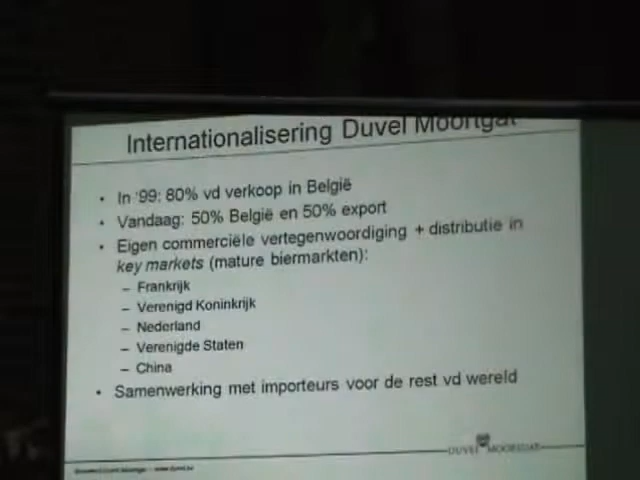 Internationalisering Duvel Moortgat
• In '99: 80% vd verkoop in België
• Vandaag: 50% België en 50% export
• Eigen commerciële vertegenwoordiging + distributie in
key markets (mature biermarkten):
– Frankrijk
– Verenigd Koninkrijk
– Nederland
– Verenigde Staten
– China
• Samenwerking met importeurs voor de rest vd wereld
DUVEL MOORTGAT